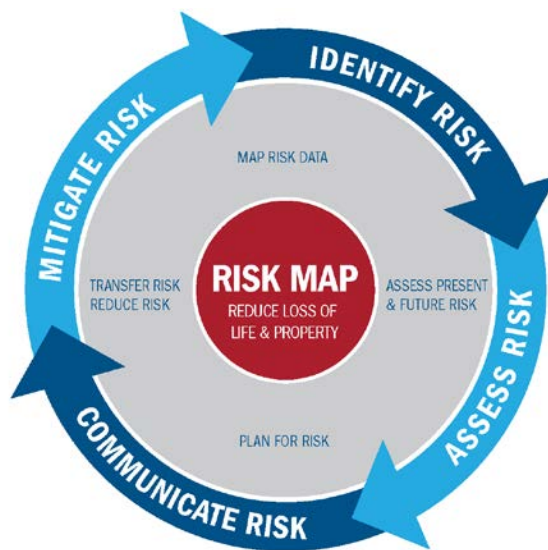 IDENTIFY RISK
MAP RISK DATA
MITIGATE RISK
TRANSFER RISK
REDUCE RISK
RISK MAP
REDUCE LOSS OF
LIFE & PROPERTY
ASSESS PRESENT
& FUTURE RISK
ASSESS RISK
PLAN FOR RISK
COMMUNICATE RISK